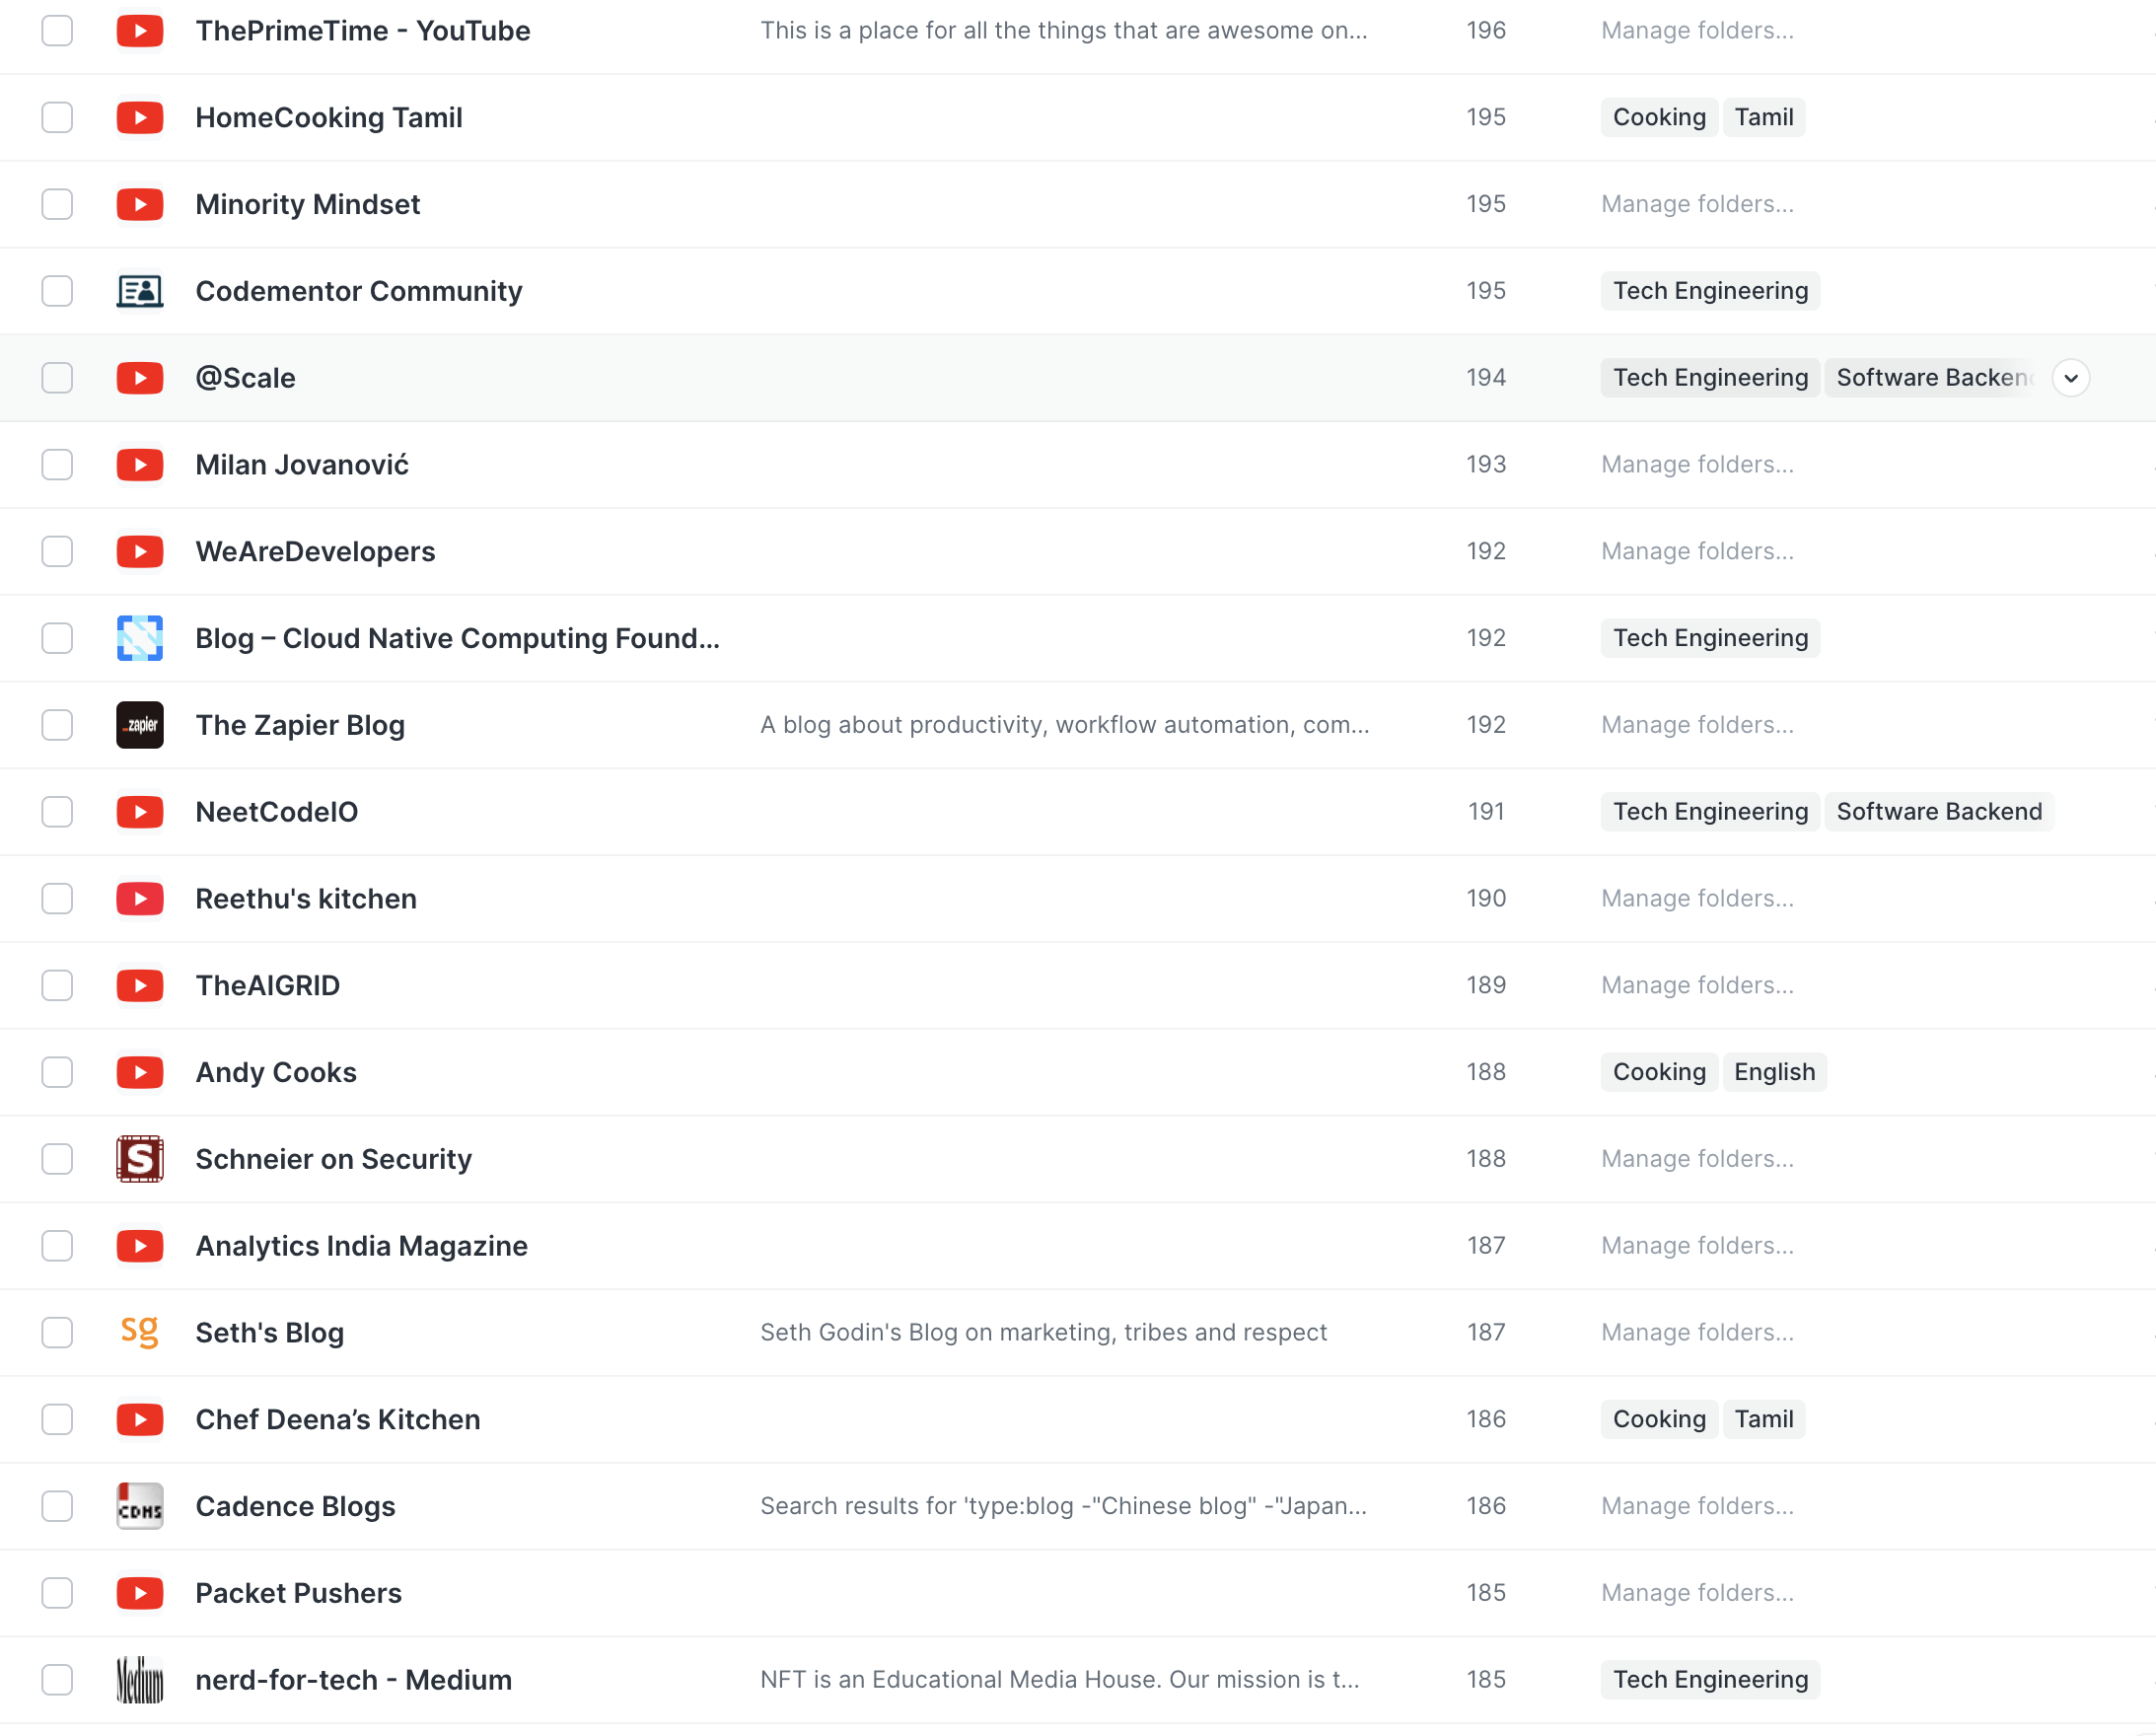 ThePrimeTime - YouTube This is a place for all the things that are awesome on... 196 Manage folders...
HomeCooking Tamil 195 Cooking Tamil
Minority Mindset 195 Manage folders...
Codementor Community 195 Tech Engineering
@Scale 194 Tech Engineering Software Backend
Milan Jovanović 193 Manage folders...
WeAreDevelopers 192 Manage folders...
Blog – Cloud Native Computing Found... 192 Tech Engineering
zapier The Zapier Blog A blog about productivity, workflow automation, com... 192 Manage folders...
NeetCodeIO 191 Tech Engineering Software Backend
Reethu's kitchen 190 Manage folders...
TheAIGRID 189 Manage folders...
Andy Cooks 188 Cooking English
S Schneier on Security 188 Manage folders...
Analytics India Magazine 187 Manage folders...
sg Seth's Blog Seth Godin's Blog on marketing, tribes and respect 187 Manage folders...
Chef Deena’s Kitchen 186 Cooking Tamil
CDMS Cadence Blogs Search results for 'type:blog -"Chinese blog" -"Japan... 186 Manage folders...
Packet Pushers 185 Manage folders...
Medium nerd-for-tech - Medium NFT is an Educational Media House. Our mission is t... 185 Tech Engineering